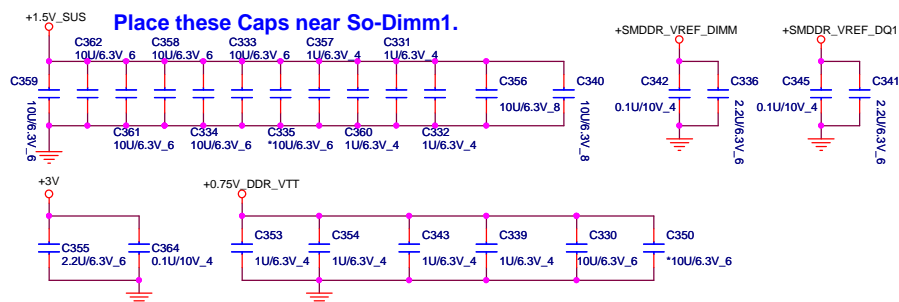 Place these Caps near So-Dimm1.
+1.5V_SUS
+SMDDR_VREF_DIMM
+SMDDR_VREF_DQ1
C362
10U/6.3V_6
C358
10U/6.3V_6
C333
10U/6.3V_6
C357
1U/6.3V_4
C331
1U/6.3V_4
C359
10U/6.3V_6
C356
10U/6.3V_8
C340
10U/6.3V_8
C361
10U/6.3V_6
C334
10U/6.3V_6
C335
*10U/6.3V_6
C360
1U/6.3V_4
C332
1U/6.3V_4
C342
0.1U/10V_4
C336
2.2U/6.3V_6
C345
0.1U/10V_4
C341
2.2U/6.3V_6
+3V
+0.75V_DDR_VTT
C355
2.2U/6.3V_6
C364
0.1U/10V_4
C353
1U/6.3V_4
C354
1U/6.3V_4
C343
1U/6.3V_4
C339
1U/6.3V_4
C330
10U/6.3V_6
C350
*10U/6.3V_6